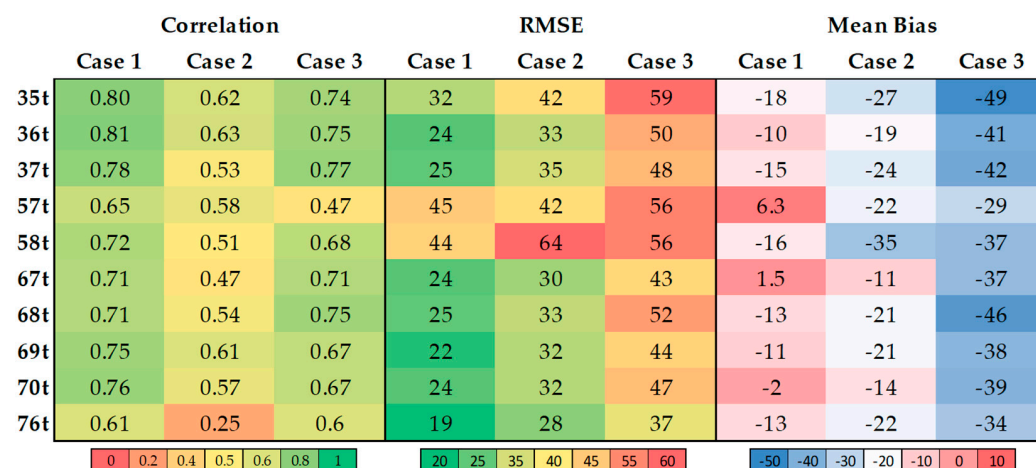 Correlation RMSE Mean Bias
Case 1 Case 2 Case 3 Case 1 Case 2 Case 3 Case 1 Case 2 Case 3
35t 0.80 0.62 0.74 32 42 59 -18 -27 -49
36t 0.81 0.63 0.75 24 33 50 -10 -19 -41
37t 0.78 0.53 0.77 25 35 48 -15 -24 -42
57t 0.65 0.58 0.47 45 42 56 6.3 -22 -29
58t 0.72 0.51 0.68 44 64 56 -16 -35 -37
67t 0.71 0.47 0.71 24 30 43 1.5 -11 -37
68t 0.71 0.54 0.75 25 33 52 -13 -21 -46
69t 0.75 0.61 0.67 22 32 44 -11 -21 -38
70t 0.76 0.57 0.67 24 32 47 -2 -14 -39
76t 0.61 0.25 0.6 19 28 37 -13 -22 -34
0 0.2 0.4 0.5 0.6 0.8 1 20 25 35 40 45 55 60 -50 -40 -30 -20 -10 0 10